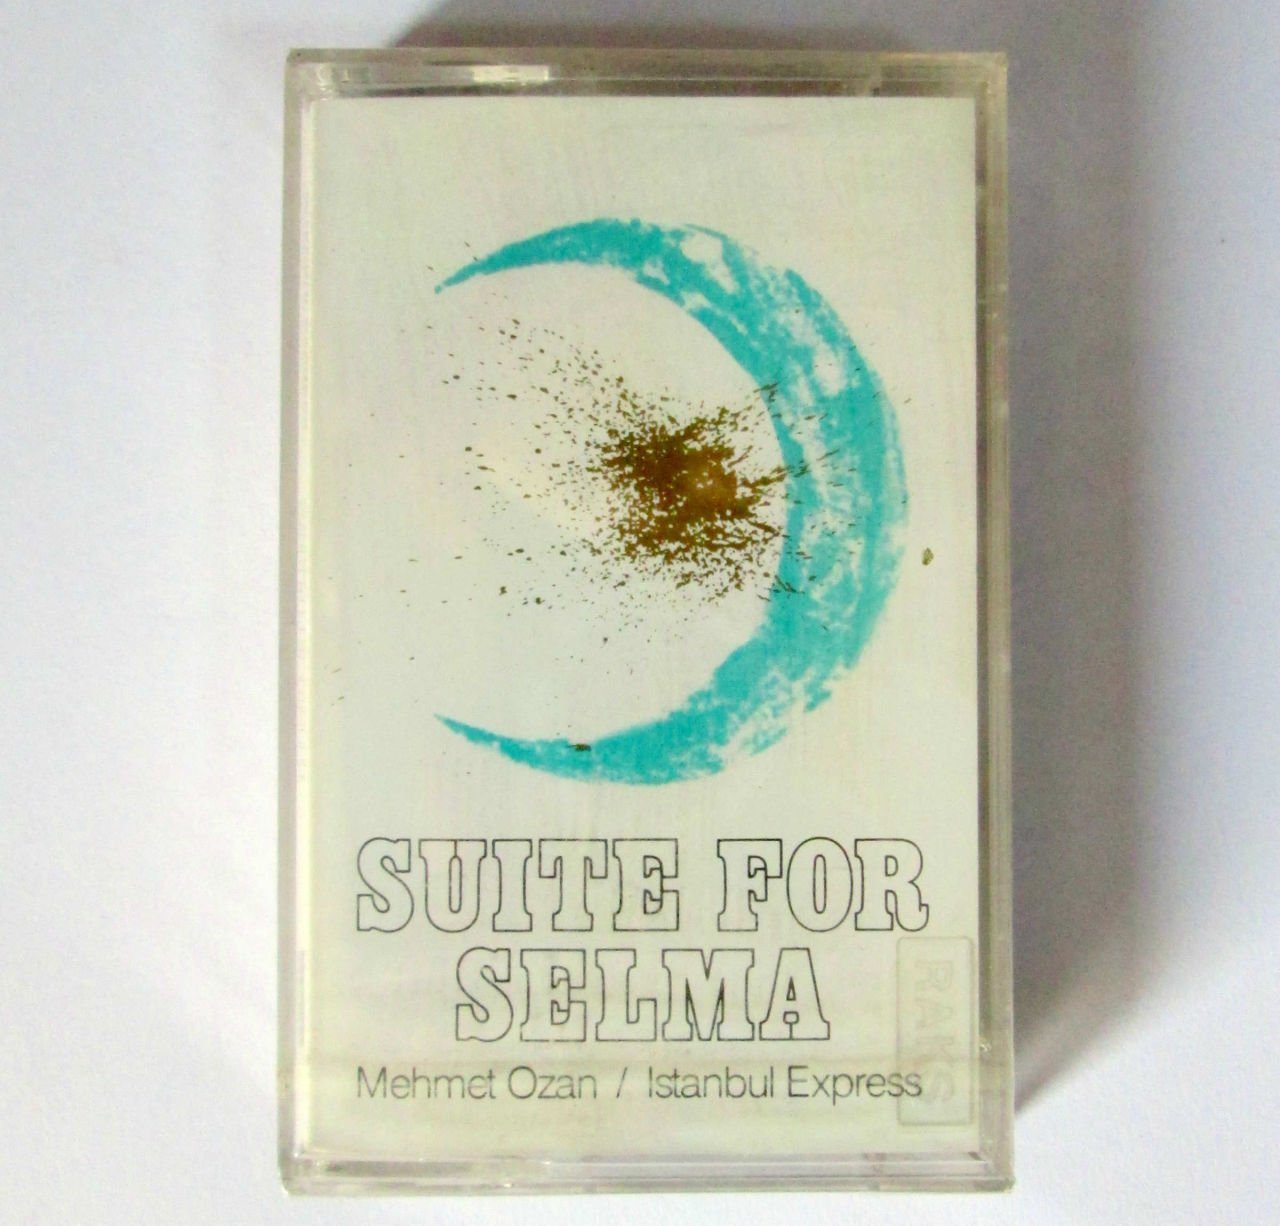 SUITE FOR
SELMA
Mehmet Ozan / Istanbul Express
RAKS